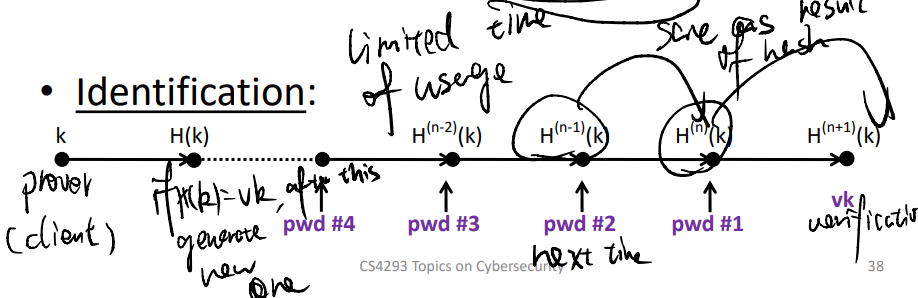 limited time
of usage
same as result
of hash
• Identification:
k H(k) H(n-2)(k) H(n-1)(k) H(n)(k) H(n+1)(k)
prover
(client)
if H(k)=vk, after this
generate
new
one
pwd #4 pwd #3 pwd #2 pwd #1 vk
next time
CS4293 Topics on Cybersecurity 38